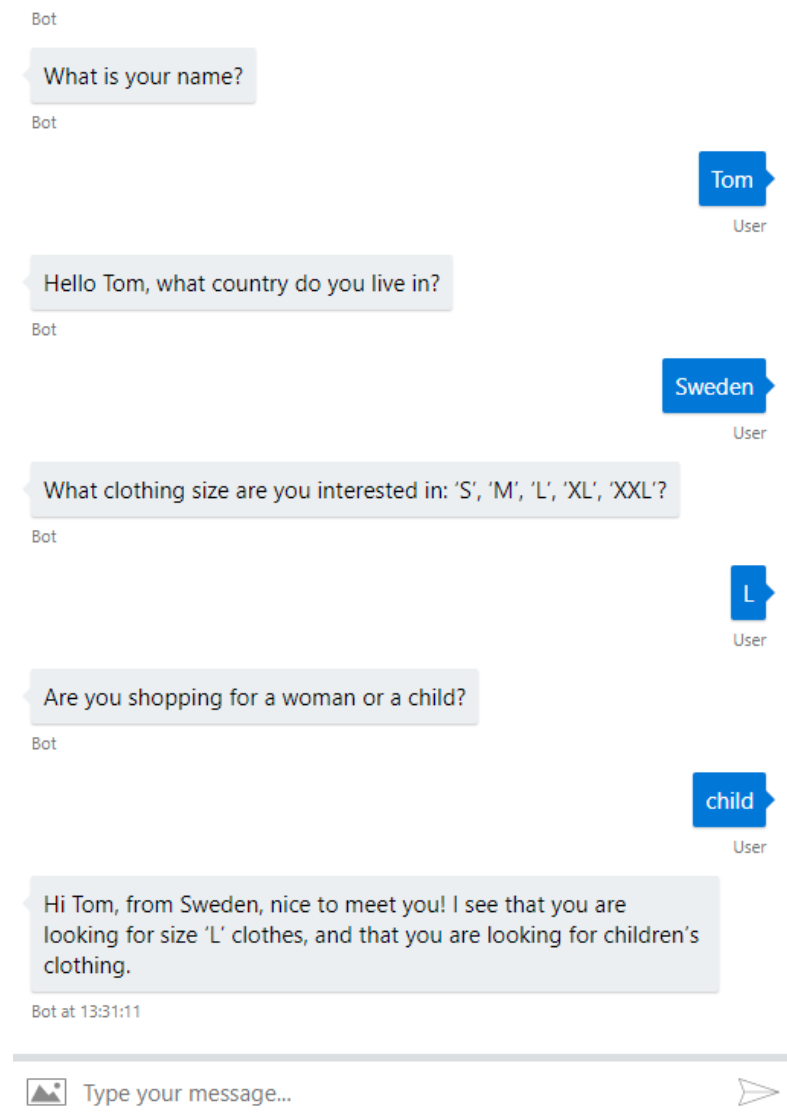 Bot
What is your name?
Bot
Tom
User
Hello Tom, what country do you live in?
Bot
Sweden
User
What clothing size are you interested in: ‘S’, ‘M’, ‘L’, ‘XL’, ‘XXL’?
Bot
L
User
Are you shopping for a woman or a child?
Bot
child
User
Hi Tom, from Sweden, nice to meet you! I see that you are
looking for size ‘L’ clothes, and that you are looking for children’s
clothing.
Bot at 13:31:11
Type your message...